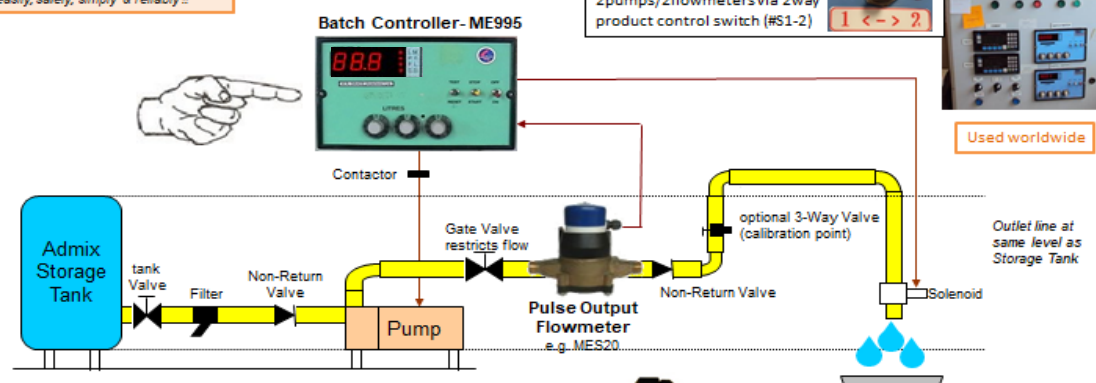 easily, safely, simply & reliably!!
Batch Controller- ME995
2pumps/2flowmeters via 2way
product control switch (#S1-2)
1 <-> 2
88.8
LITRES
Used worldwide
Contactor
Admix
Storage
Tank
tank
Valve
Filter
Non-Return
Valve
Pump
Gate Valve
restricts flow
Pulse Output
Flowmeter
e.g. MES20
Non-Return Valve
optional 3-Way Valve
(calibration point)
Outlet line at
same level as
Storage Tank
Solenoid